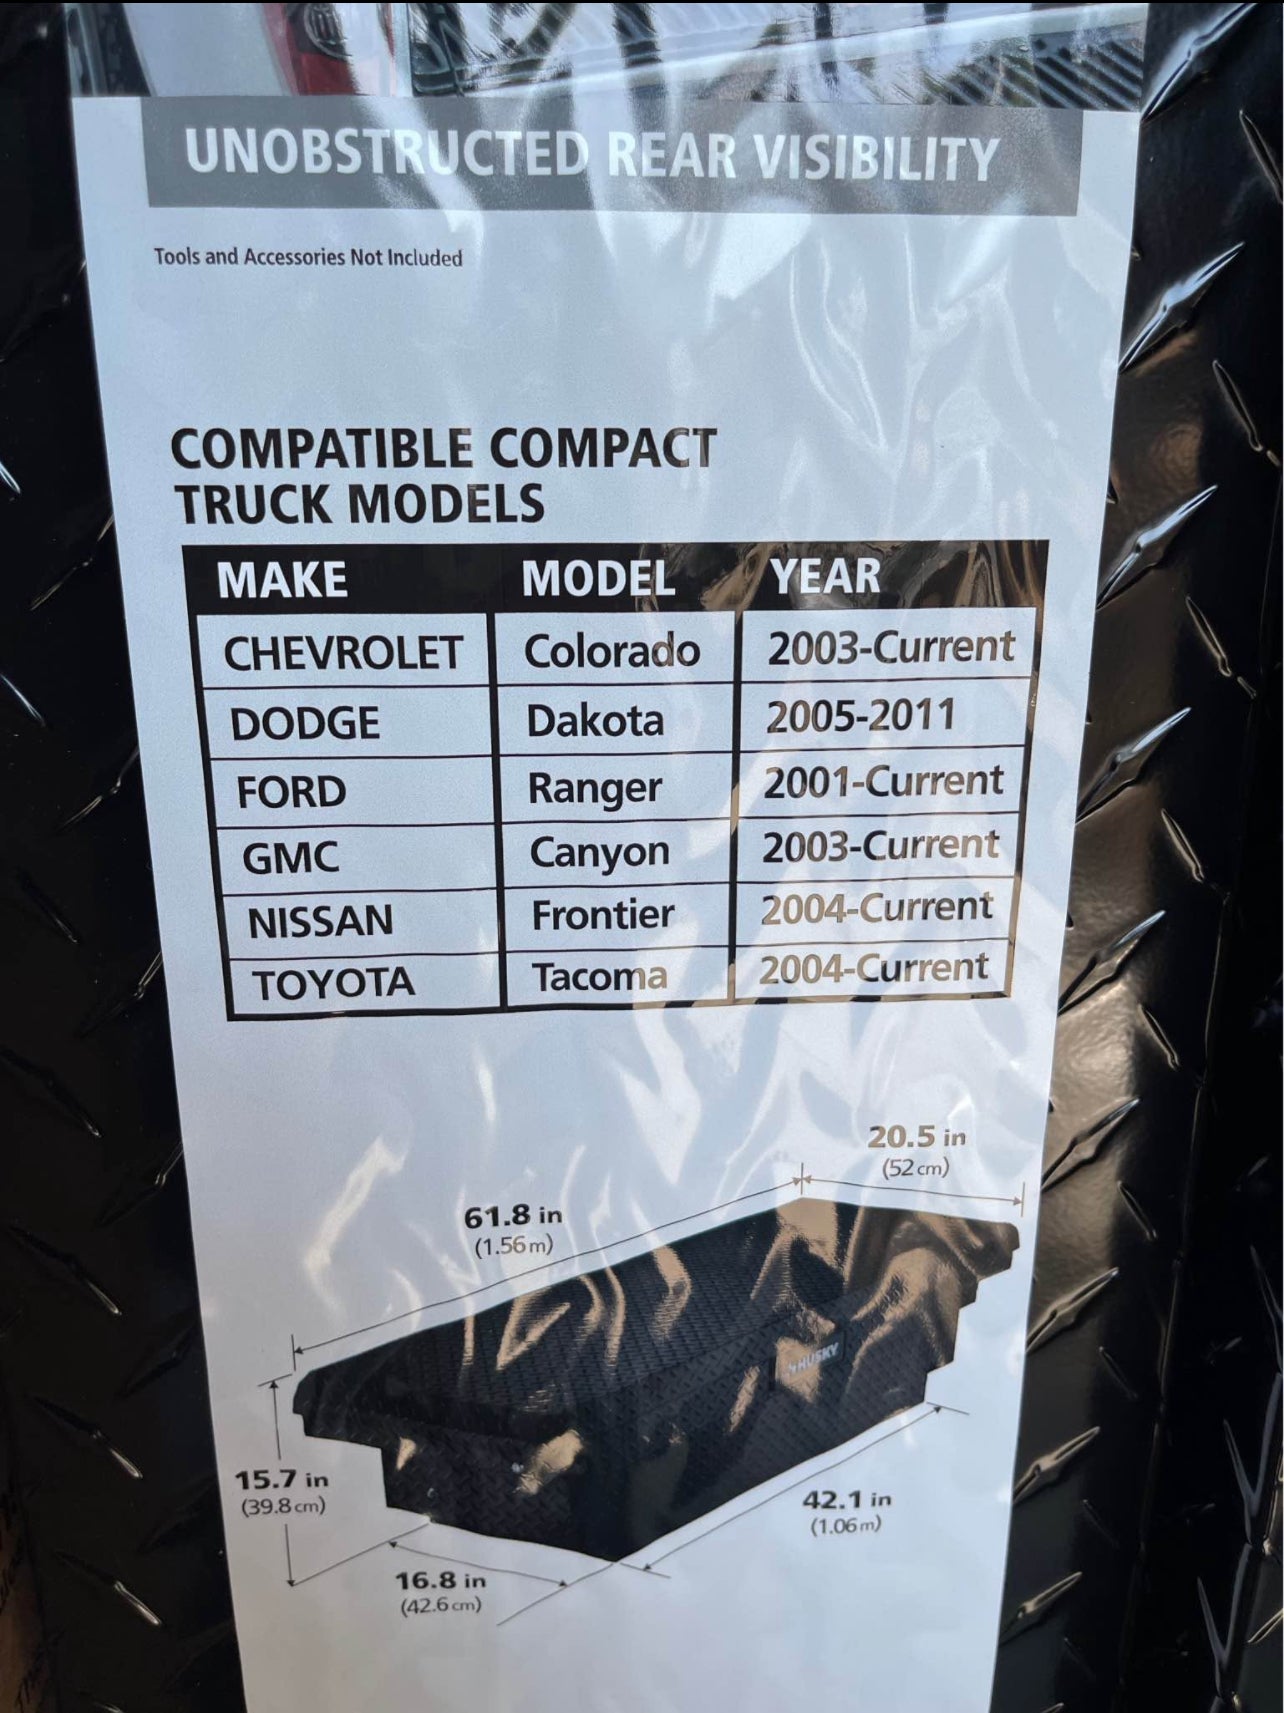 UNOBSTRUCTED REAR VISIBILITY
Tools and Accessories Not Included
COMPATIBLE COMPACT
TRUCK MODELS
MAKE MODEL YEAR
CHEVROLET Colorado 2003-Current
DODGE Dakota 2005-2011
FORD Ranger 2001-Current
GMC Canyon 2003-Current
NISSAN Frontier 2004-Current
TOYOTA Tacoma 2004-Current
20.5 in
(52 cm)
61.8 in
(1.56 m)
HUSKY
15.7 in
(39.8 cm)
42.1 in
(1.06 m)
16.8 in
(42.6 cm)